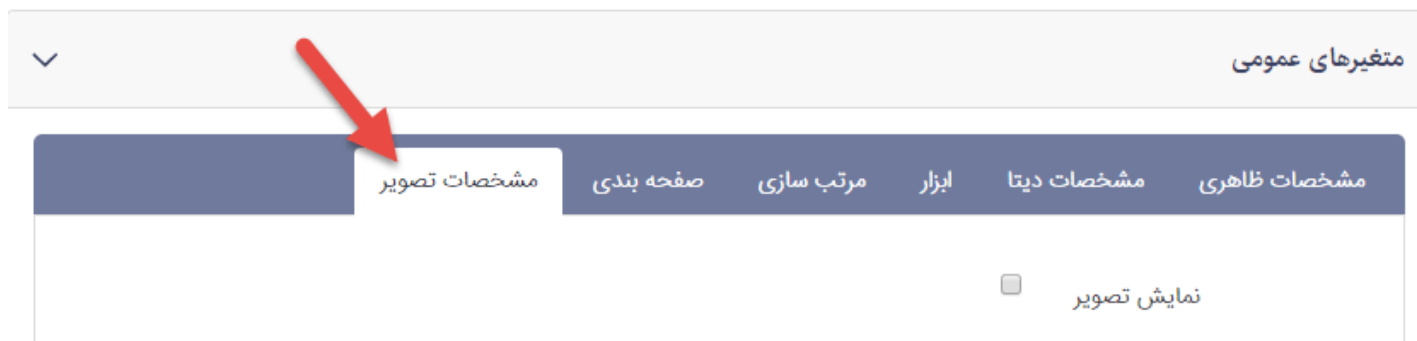 متغیرهای عمومی
مشخصات ظاهری مشخصات دیتا ابزار مرتب سازی صفحه بندی مشخصات تصویر
نمایش تصویر